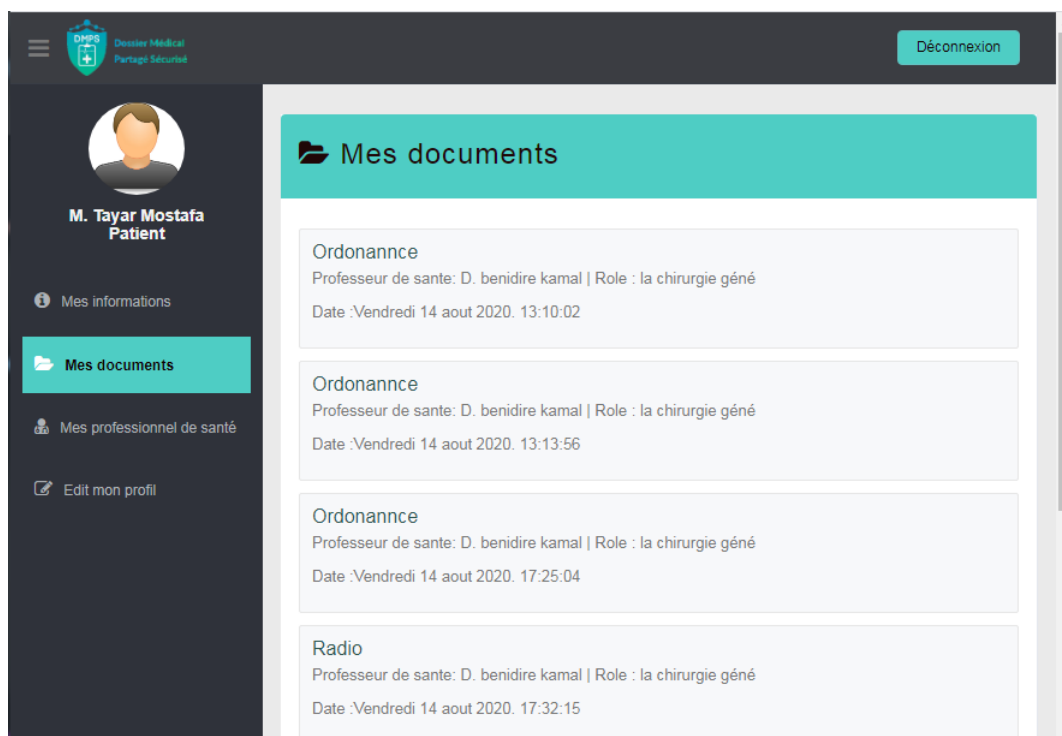 DMPS
Dossier Médical
Partagé Sécurisé
Déconnexion
M. Tayar Mostafa
Patient
Mes informations
Mes documents
Mes professionnel de santé
Edit mon profil
Mes documents
Ordonannce
Professeur de sante: D. benidire kamal | Role : la chirurgie géné
Date :Vendredi 14 aout 2020. 13:10:02
Ordonannce
Professeur de sante: D. benidire kamal | Role : la chirurgie géné
Date :Vendredi 14 aout 2020. 13:13:56
Ordonannce
Professeur de sante: D. benidire kamal | Role : la chirurgie géné
Date :Vendredi 14 aout 2020. 17:25:04
Radio
Professeur de sante: D. benidire kamal | Role : la chirurgie géné
Date :Vendredi 14 aout 2020. 17:32:15